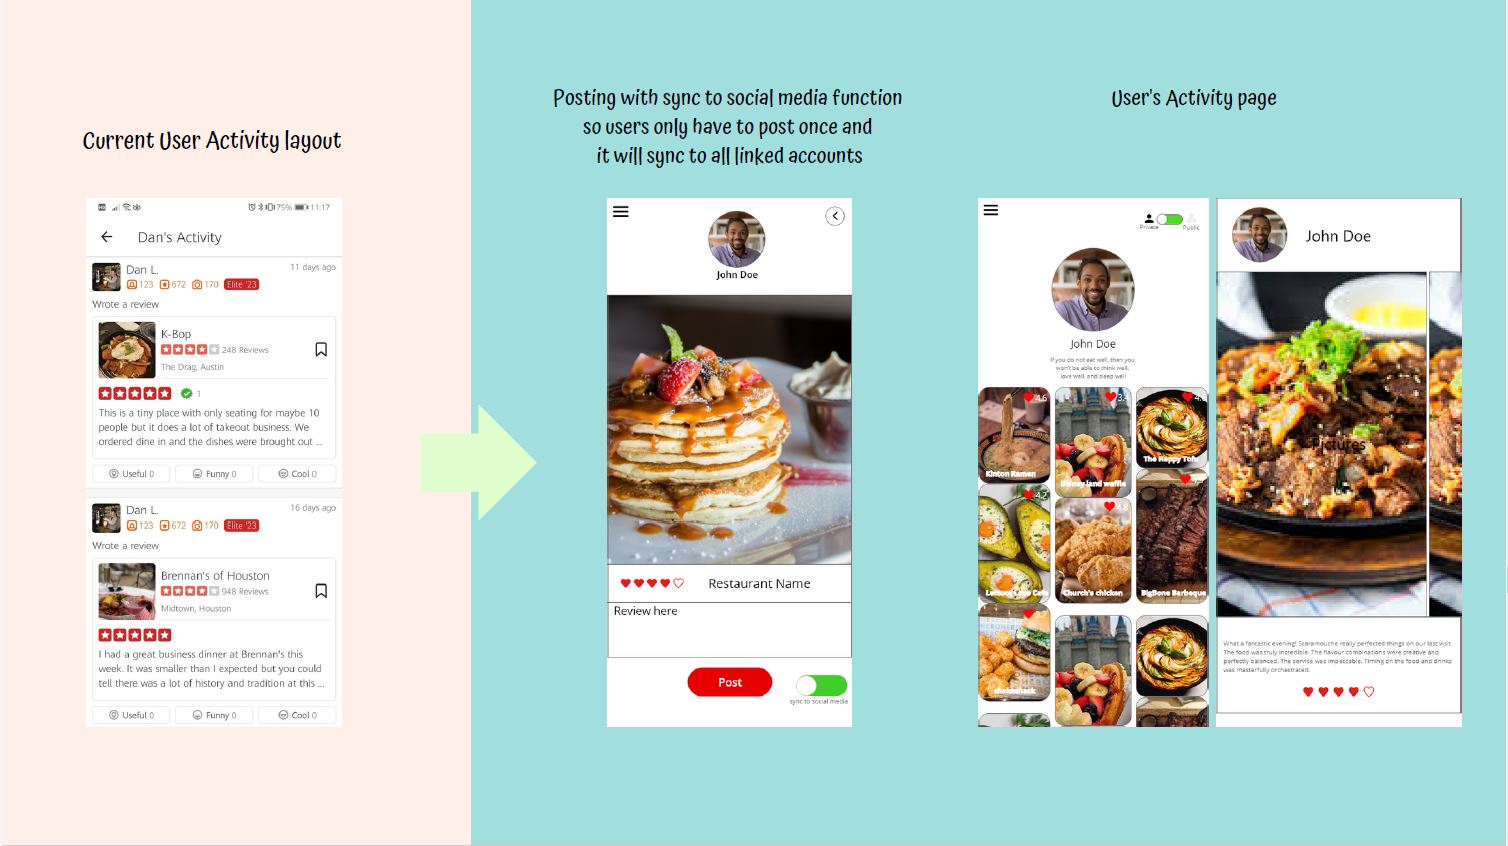 Current User Activity layout
75% 11:17
Dan's Activity
Dan L.
11 days ago
123 672 170 Elite '23
Wrote a review
K-Bop
248 Reviews
The Drag, Austin
1
This is a tiny place with only seating for maybe 10
people but it does a lot of takeout business. We
ordered dine in and the dishes were brought out ...
Useful 0 Funny 0 Cool 0
Dan L.
16 days ago
123 672 170 Elite '23
Wrote a review
Brennan's of Houston
948 Reviews
Midtown, Houston
I had a great business dinner at Brennan's this
week. It was smaller than I expected but you could
tell there was a lot of history and tradition at this ...
Useful 0 Funny 0 Cool 0
Posting with sync to social media function
so users only have to post once and
it will sync to all linked accounts
John Doe
Restaurant Name
Review here
Post
sync to social media
User's Activity page
Private Public
John Doe
If you do not eat well, then you
won't be able to think well,
love well, and sleep well
4.6
Kinton Ramen
Disney land waffle
The Happy Tofu
4.7
Lettuce Love Cafe
Church's chicken
BigBone Barbeque
shakeshack
John Doe
Pictures
What a fantastic evening! Scaramouche really perfected things on our last visit.
The food was truly incredible. The flavour combinations were creative and
perfectly balanced. The service was impeccable. Timing on the food and drinks
was masterfully orchestrated.